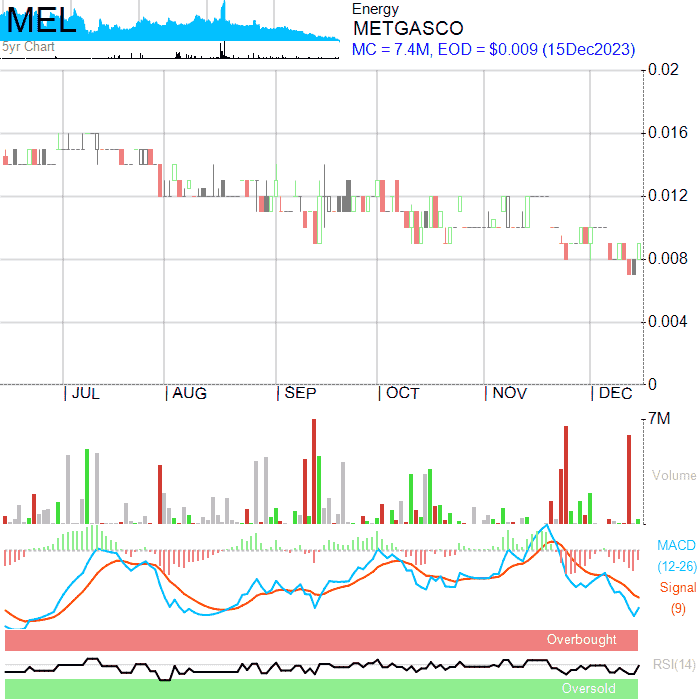 MEL
5yr Chart
Energy
METGASCO
MC = 7.4M, EOD = $0.009 (15Dec2023)
0.02
0.016
0.012
0.008
0.004
0
JUL AUG SEP OCT NOV DEC
7M
Volume
MACD
(12-26)
Signal
(9)
Overbought
RSI(14)
Oversold